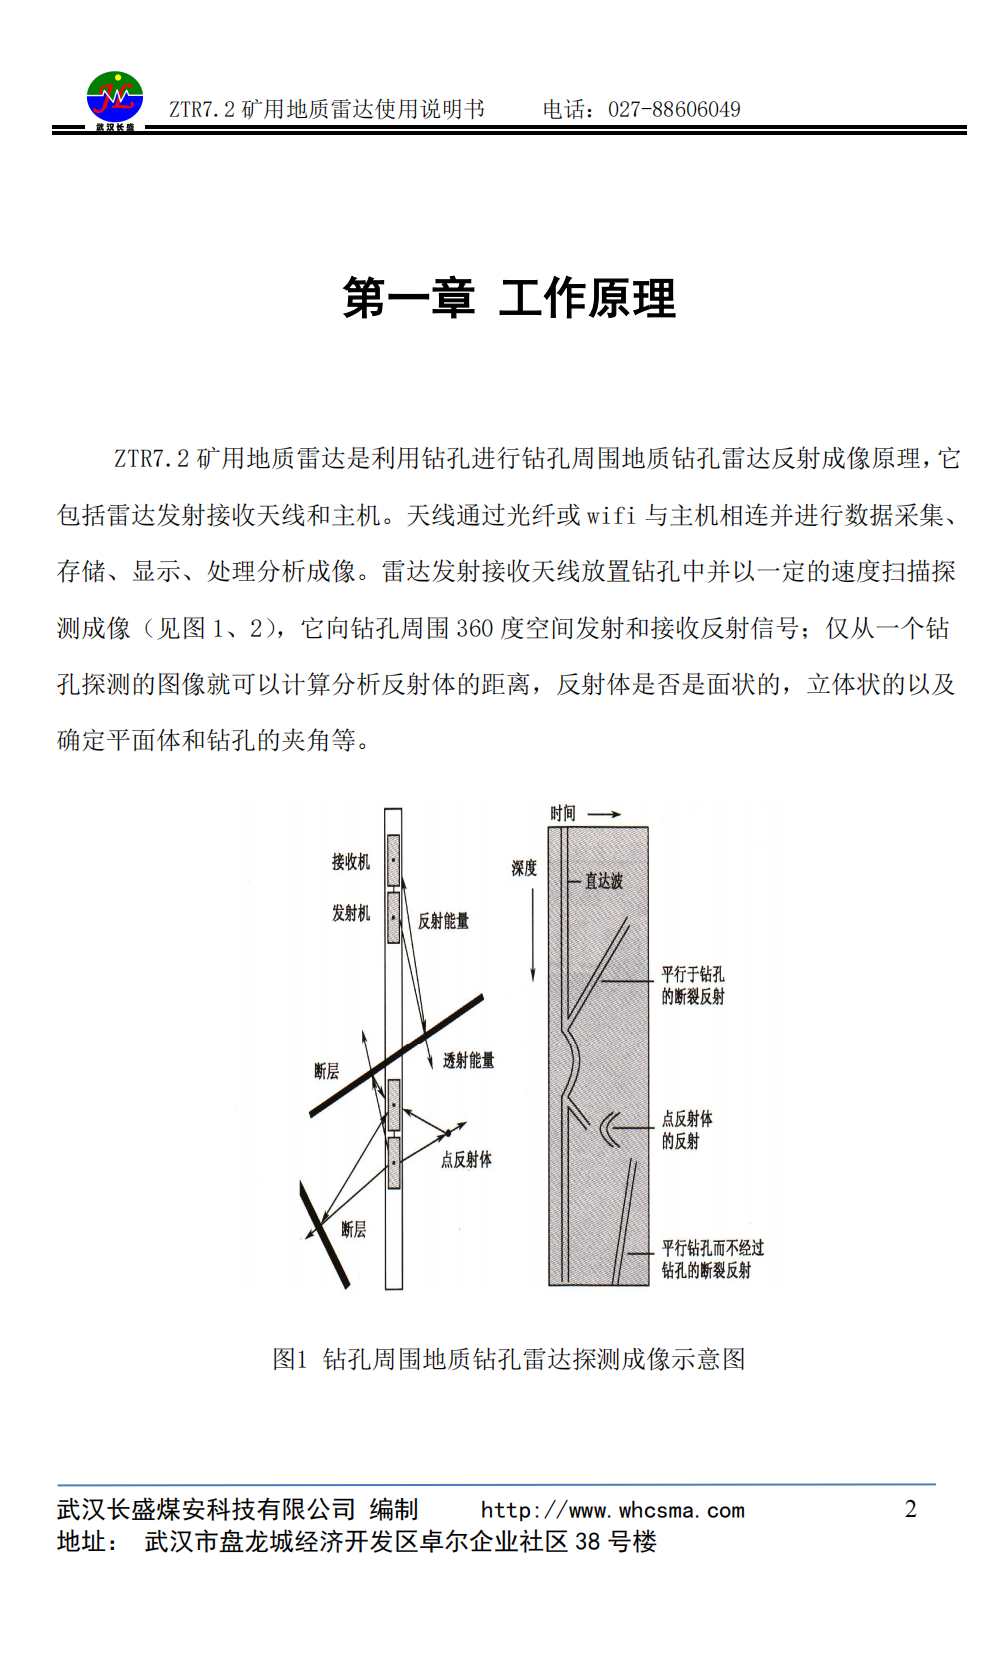 武汉长盛
ZTR7.2 矿用地质雷达使用说明书 电话：027-88606049
第一章 工作原理
ZTR7.2 矿用地质雷达是利用钻孔进行钻孔周围地质钻孔雷达反射成像原理，它
包括雷达发射接收天线和主机。天线通过光纤或 wifi 与主机相连并进行数据采集、
存储、显示、处理分析成像。雷达发射接收天线放置钻孔中并以一定的速度扫描探
测成像（见图 1、2），它向钻孔周围 360 度空间发射和接收反射信号；仅从一个钻
孔探测的图像就可以计算分析反射体的距离，反射体是否是面状的，立体状的以及
确定平面体和钻孔的夹角等。
接收机
发射机
反射能量
断层
透射能量
点反射体
断层
时间
深度
直达波
平行于钻孔
的断裂反射
点反射体
的反射
平行钻孔而不经过
钻孔的断裂反射
图1 钻孔周围地质钻孔雷达探测成像示意图
武汉长盛煤安科技有限公司 编制 http://www.whcsma.com 2
地址： 武汉市盘龙城经济开发区卓尔企业社区 38 号楼